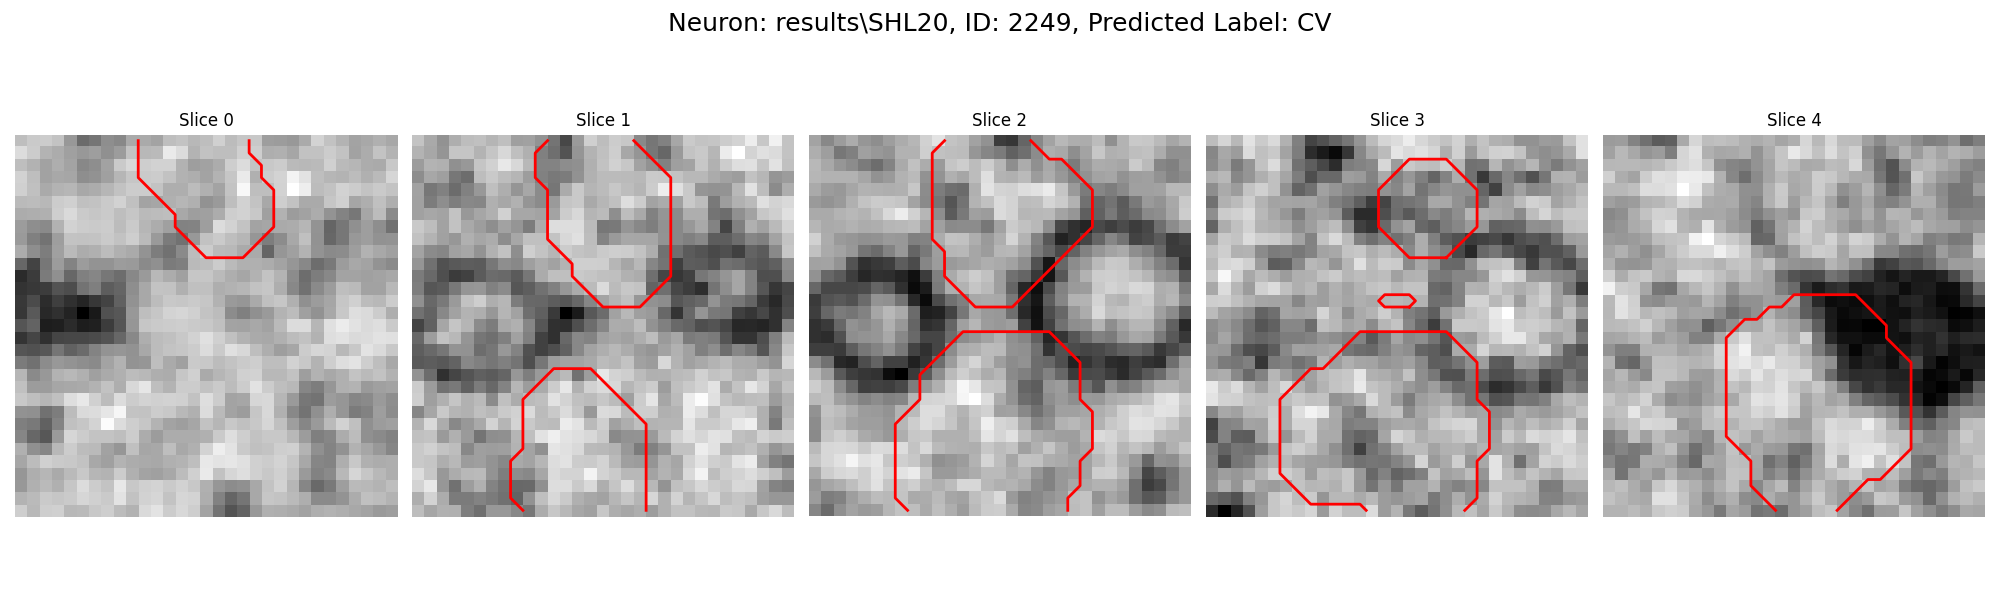 Neuron: results\SHL20, ID: 2249, Predicted Label: CV
Slice 0
Slice 1
Slice 2
Slice 3
Slice 4